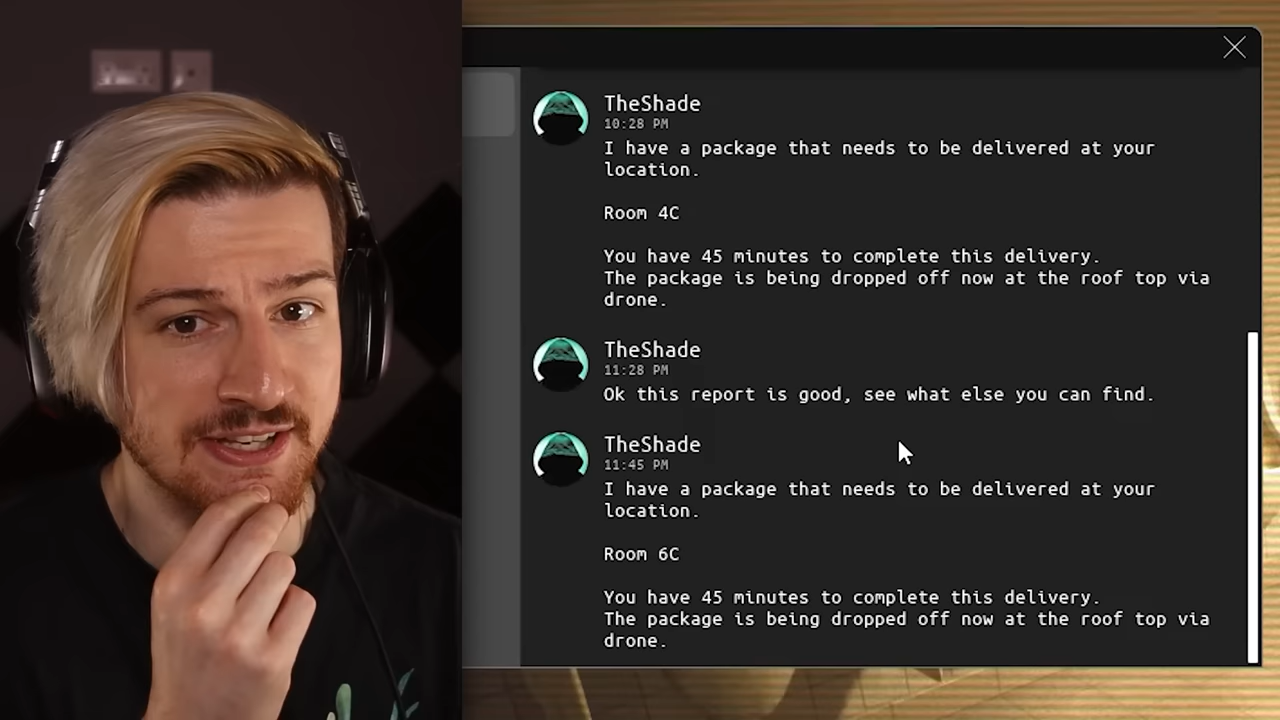 TheShade
10:28 PM
I have a package that needs to be delivered at your
location.
Room 4C
You have 45 minutes to complete this delivery.
The package is being dropped off now at the roof top via
drone.
TheShade
11:28 PM
Ok this report is good, see what else you can find.
TheShade
11:45 PM
I have a package that needs to be delivered at your
location.
Room 6C
You have 45 minutes to complete this delivery.
The package is being dropped off now at the roof top via
drone.